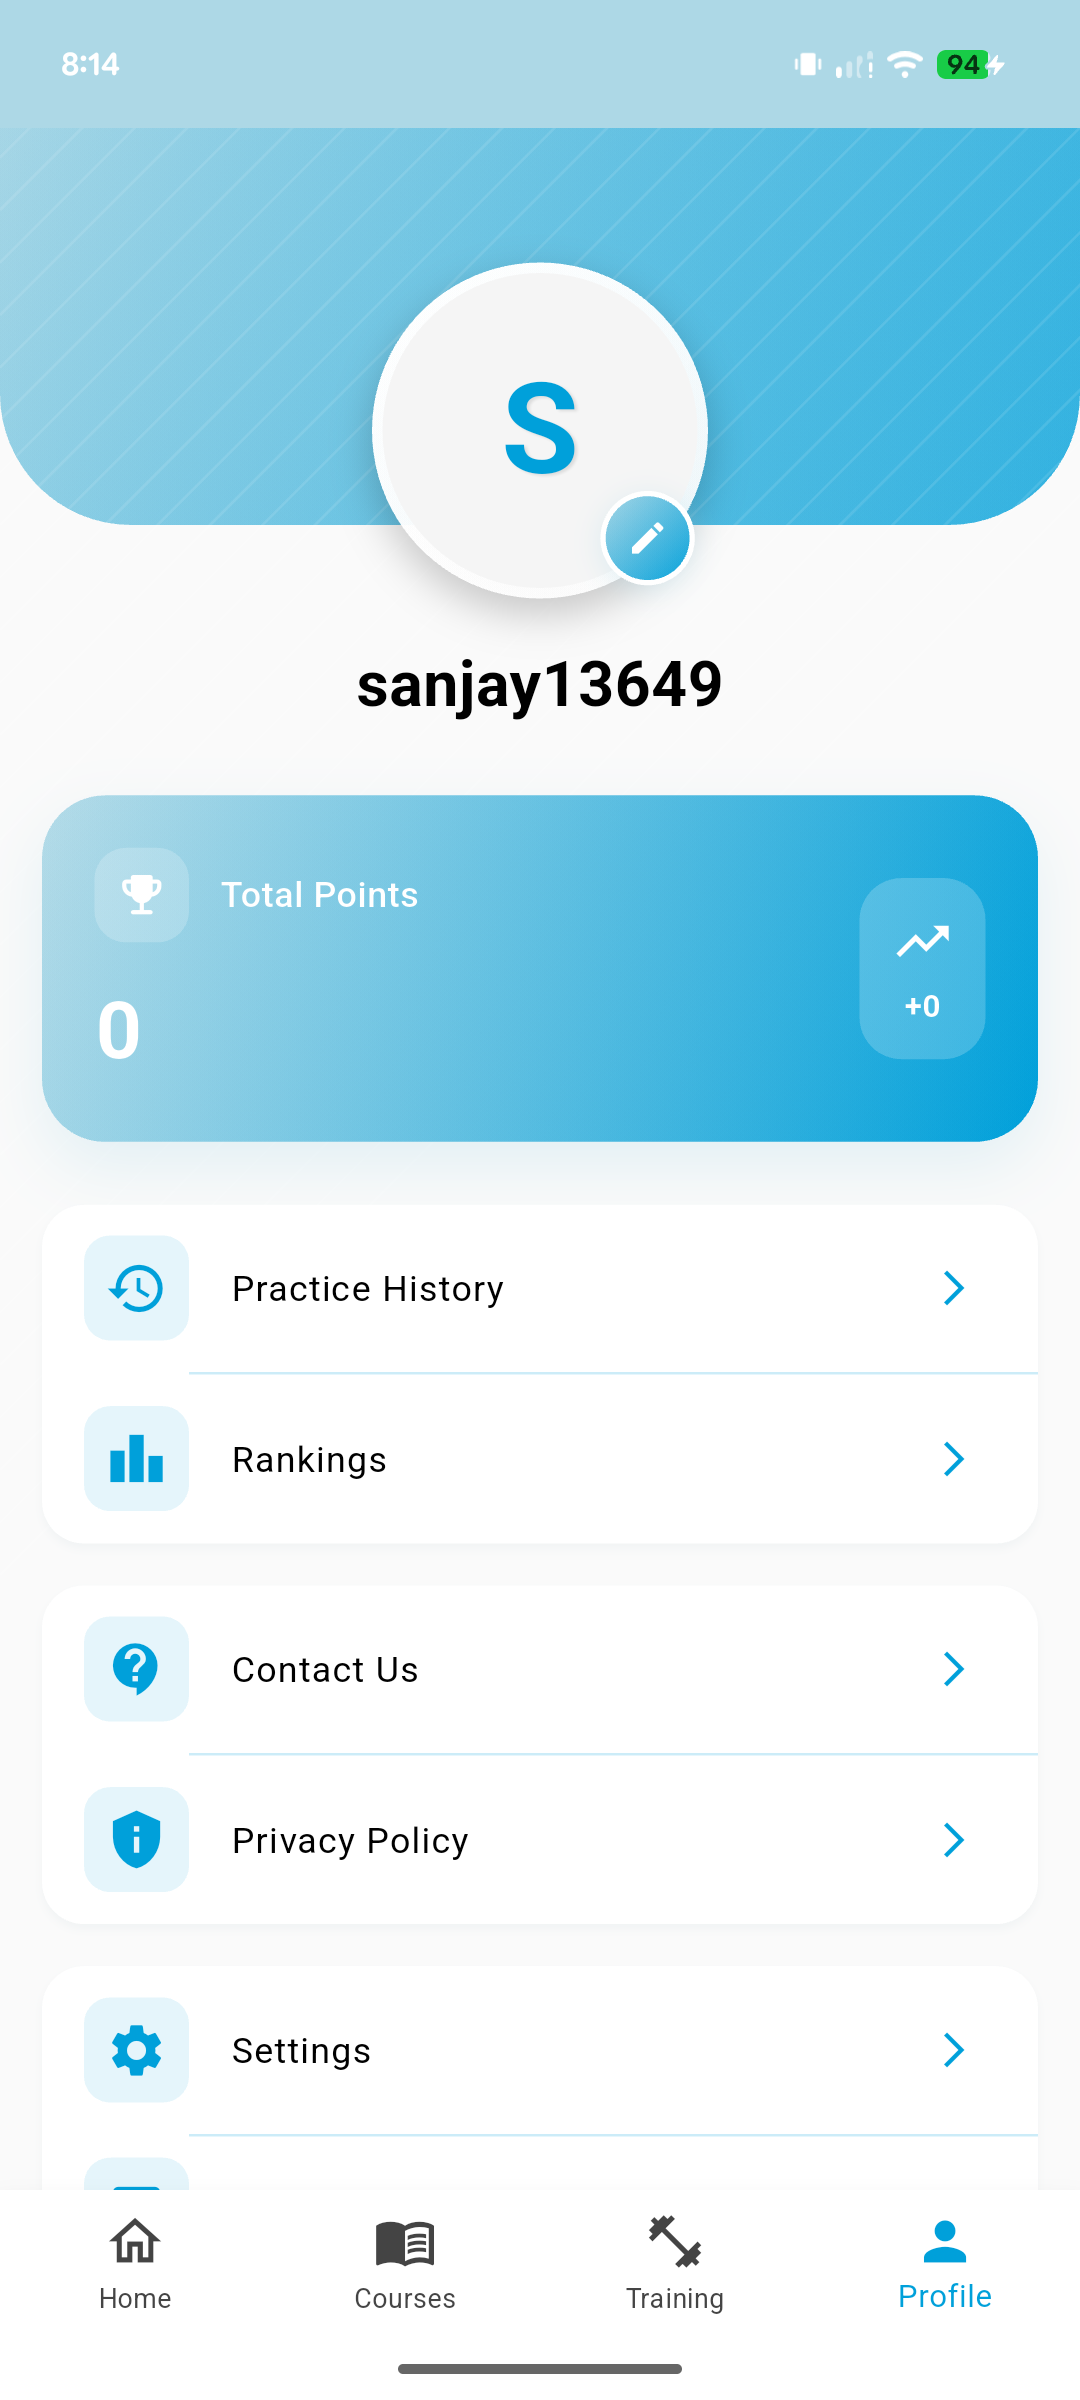 8:14
94
S
sanjay13649
Total Points
0
+0
Practice History
Rankings
Contact Us
Privacy Policy
Settings
Home
Courses
Training
Profile